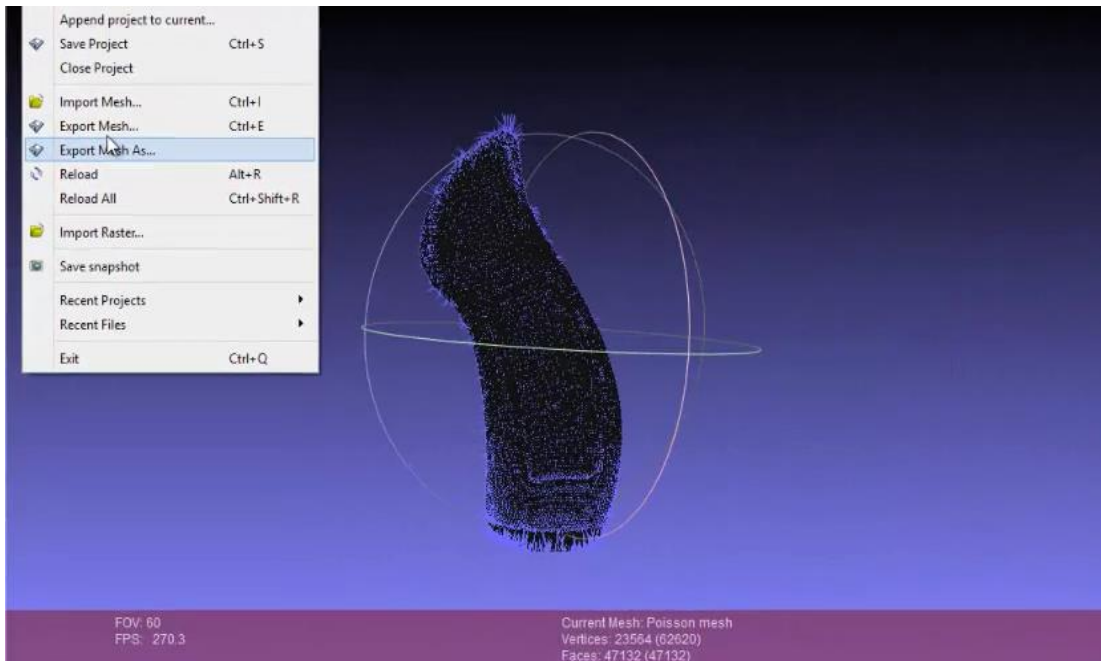 Append project to current...
Save Project Ctrl+S
Close Project
Import Mesh... Ctrl+I
Export Mesh... Ctrl+E
Export Mesh As...
Reload Alt+R
Reload All Ctrl+Shift+R
Import Raster...
Save snapshot
Recent Projects
Recent Files
Exit Ctrl+Q
FOV: 60
FPS: 270.3
Current Mesh: Poisson mesh
Vertices: 23564 (62620)
Faces: 47132 (47132)